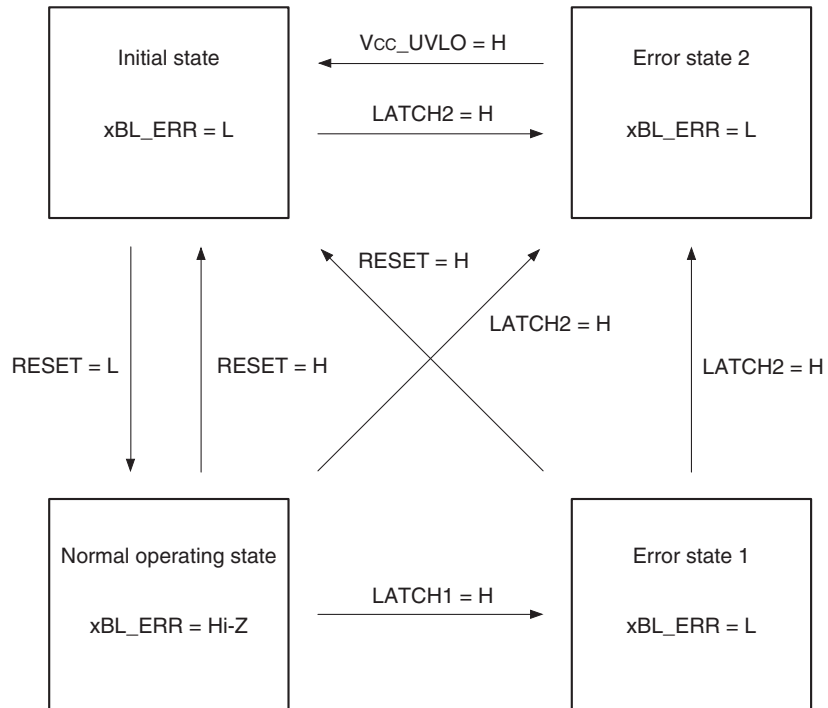 Initial state
xBL_ERR = L
VCC_UVLO = H
LATCH2 = H
Error state 2
xBL_ERR = L
RESET = L
RESET = H
RESET = H
LATCH2 = H
LATCH2 = H
Normal operating state
xBL_ERR = Hi-Z
LATCH1 = H
Error state 1
xBL_ERR = L